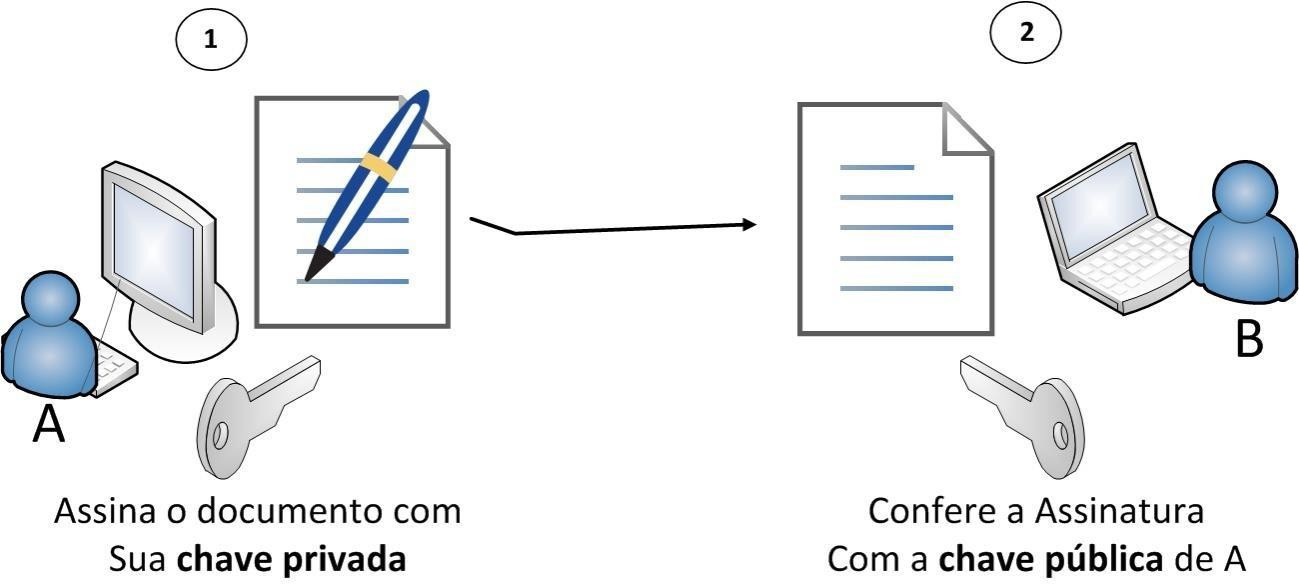 1
2
A
B
Assina o documento com
Sua chave privada
Confere a Assinatura
Com a chave pública de A